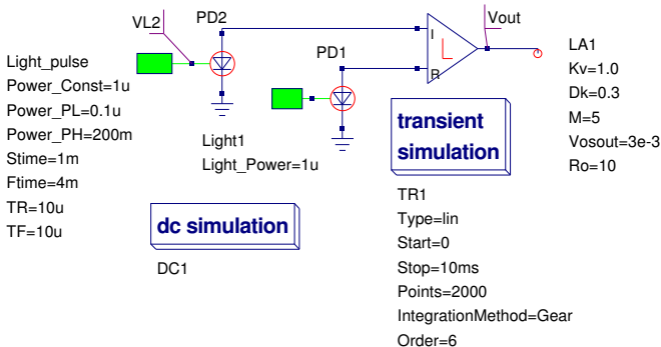 VL2
PD2
Vout
Light_pulse
Power_Const=1u
Power_PL=0.1u
Power_PH=200m
Stime=1m
Ftime=4m
TR=10u
TF=10u
PD1
I
L
R
LA1
Kv=1.0
Dk=0.3
M=5
Vosout=3e-3
Ro=10
Light1
Light_Power=1u
dc simulation
DC1
transient
simulation
TR1
Type=lin
Start=0
Stop=10ms
Points=2000
IntegrationMethod=Gear
Order=6